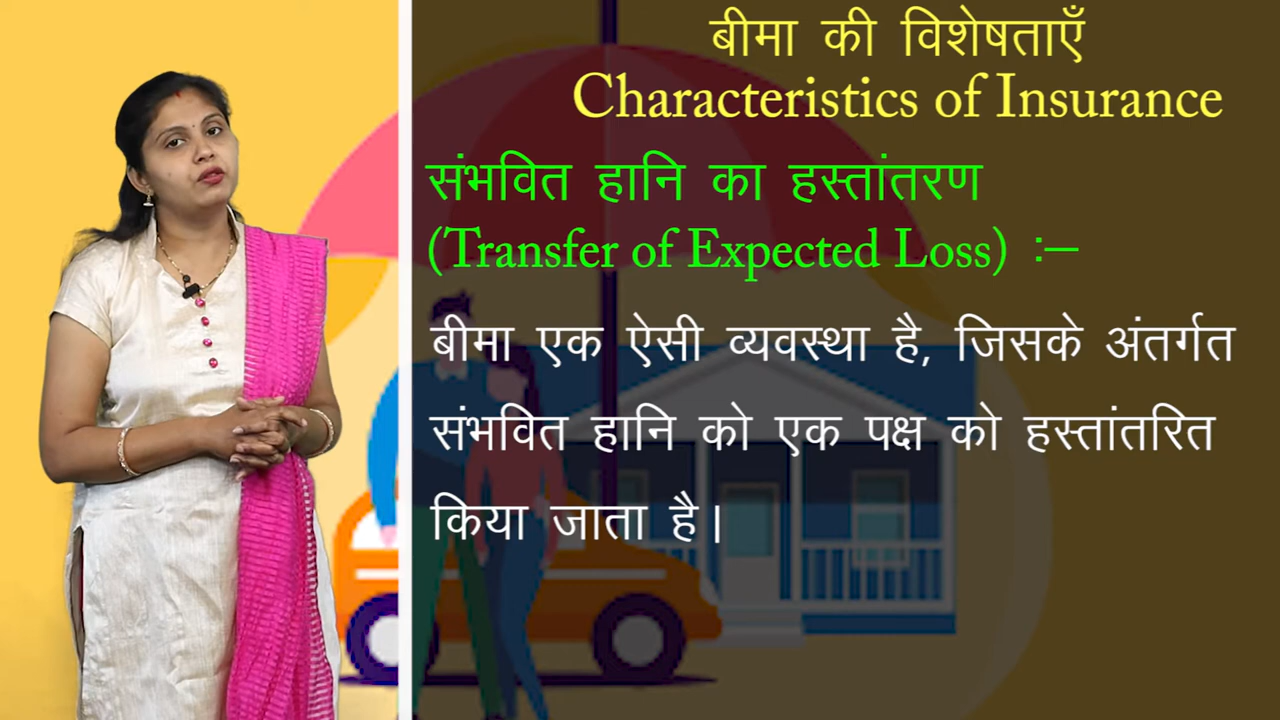 बीमा की विशेषताएँ
Characteristics of Insurance
संभवित हानि का हस्तांतरण
(Transfer of Expected Loss) :–
बीमा एक ऐसी व्यवस्था है, जिसके अंतर्गत
संभवित हानि को एक पक्ष को हस्तांतरित
किया जाता है।